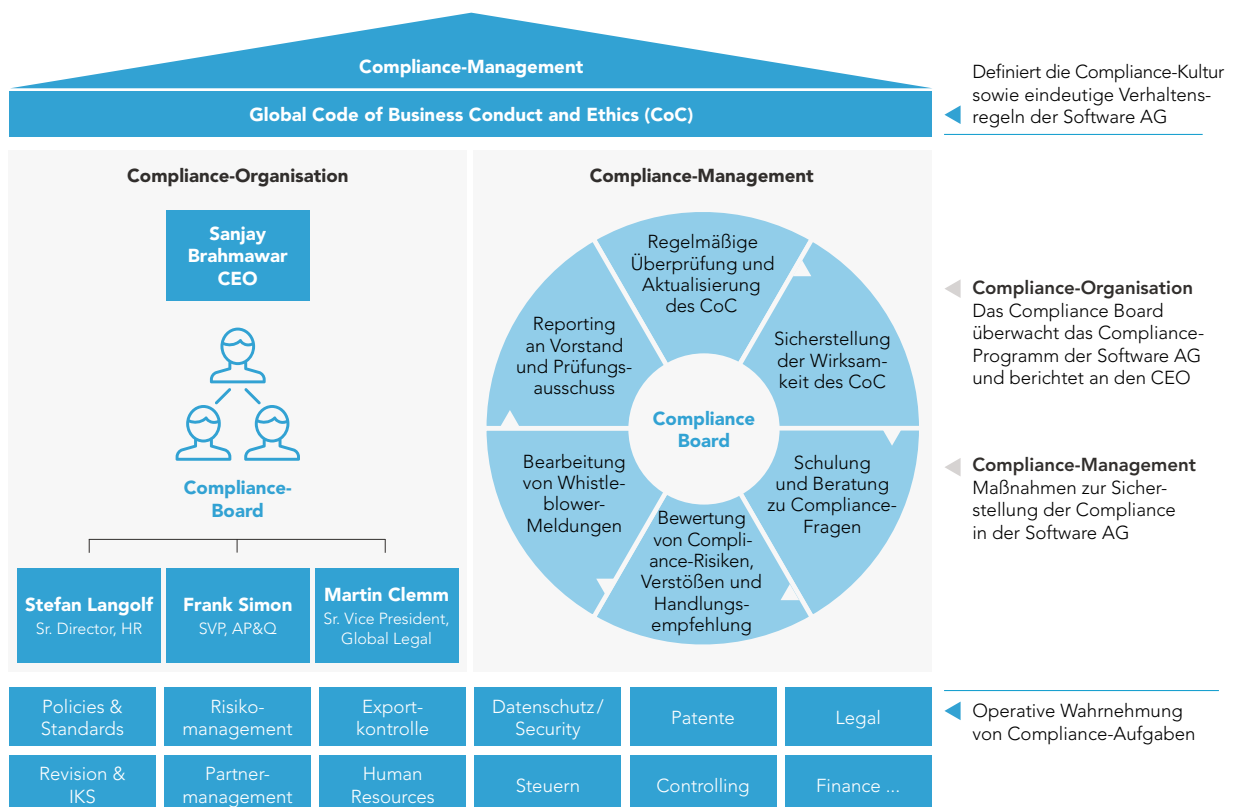 Compliance-Management
Global Code of Business Conduct and Ethics (CoC)
Definiert die Compliance-Kultur
sowie eindeutige Verhaltens-
regeln der Software AG
Compliance-Organisation
Sanjay
Brahmawar
CEO
Compliance-
Board
Stefan Langolf
Sr. Director, HR
Frank Simon
SVP, AP&Q
Martin Clemm
Sr. Vice President,
Global Legal
Compliance-Management
Regelmäßige
Überprüfung und
Aktualisierung
des CoC
Sicherstellung
der Wirksam-
keit des CoC
Schulung
und Beratung
zu Compliance-
Fragen
Bewertung
von Compli-
ance-Risiken,
Verstößen und
Handlungs-
empfehlung
Bearbeitung
von Whistle-
blower-
Meldungen
Reporting
an Vorstand
und Prüfungs-
ausschuss
Compliance
Board
Compliance-Organisation
Das Compliance Board
überwacht das Compliance-
Programm der Software AG
und berichtet an den CEO
Compliance-Management
Maßnahmen zur Sicher-
stellung der Compliance
in der Software AG
Policies &
Standards
Risiko-
management
Export-
kontrolle
Datenschutz/
Security
Patente
Legal
Revision &
IKS
Partner-
management
Human
Resources
Steuern
Controlling
Finance ...
Operative Wahrnehmung
von Compliance-Aufgaben